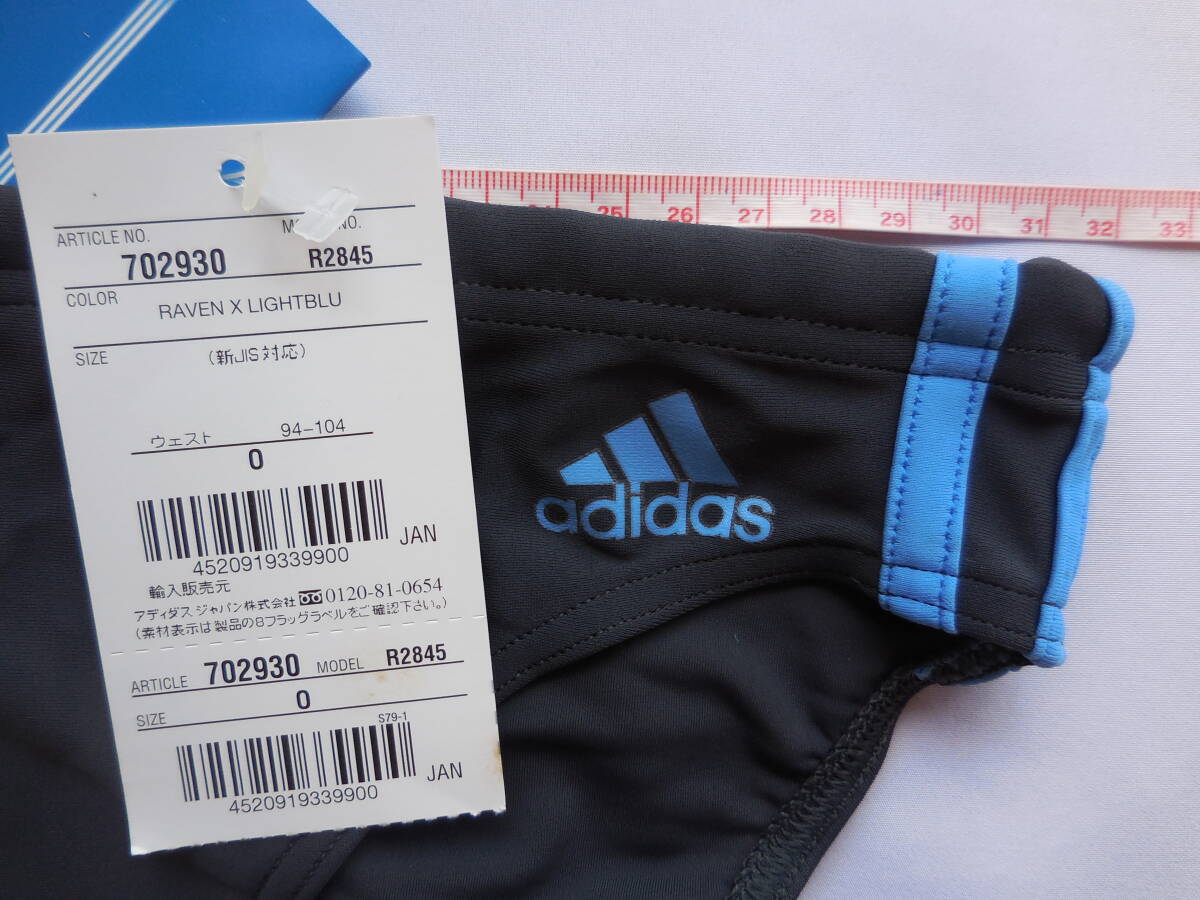 ARTICLE NO. NO.
702930 R2845
COLOR RAVEN X LIGHTBLU
SIZE (新JIS対応)
ウェスト 94-104
0
JAN
4520919339900
輸入販売元
アディダスジャパン株式会社 0120-81-0654
(素材表示は製品の8フラッグラベルをご確認下さい。)
ARTICLE 702930 MODEL R2845
SIZE 0
S79-1
JAN
4520919339900
adidas
25 26 27 28 29 30 31 32 33